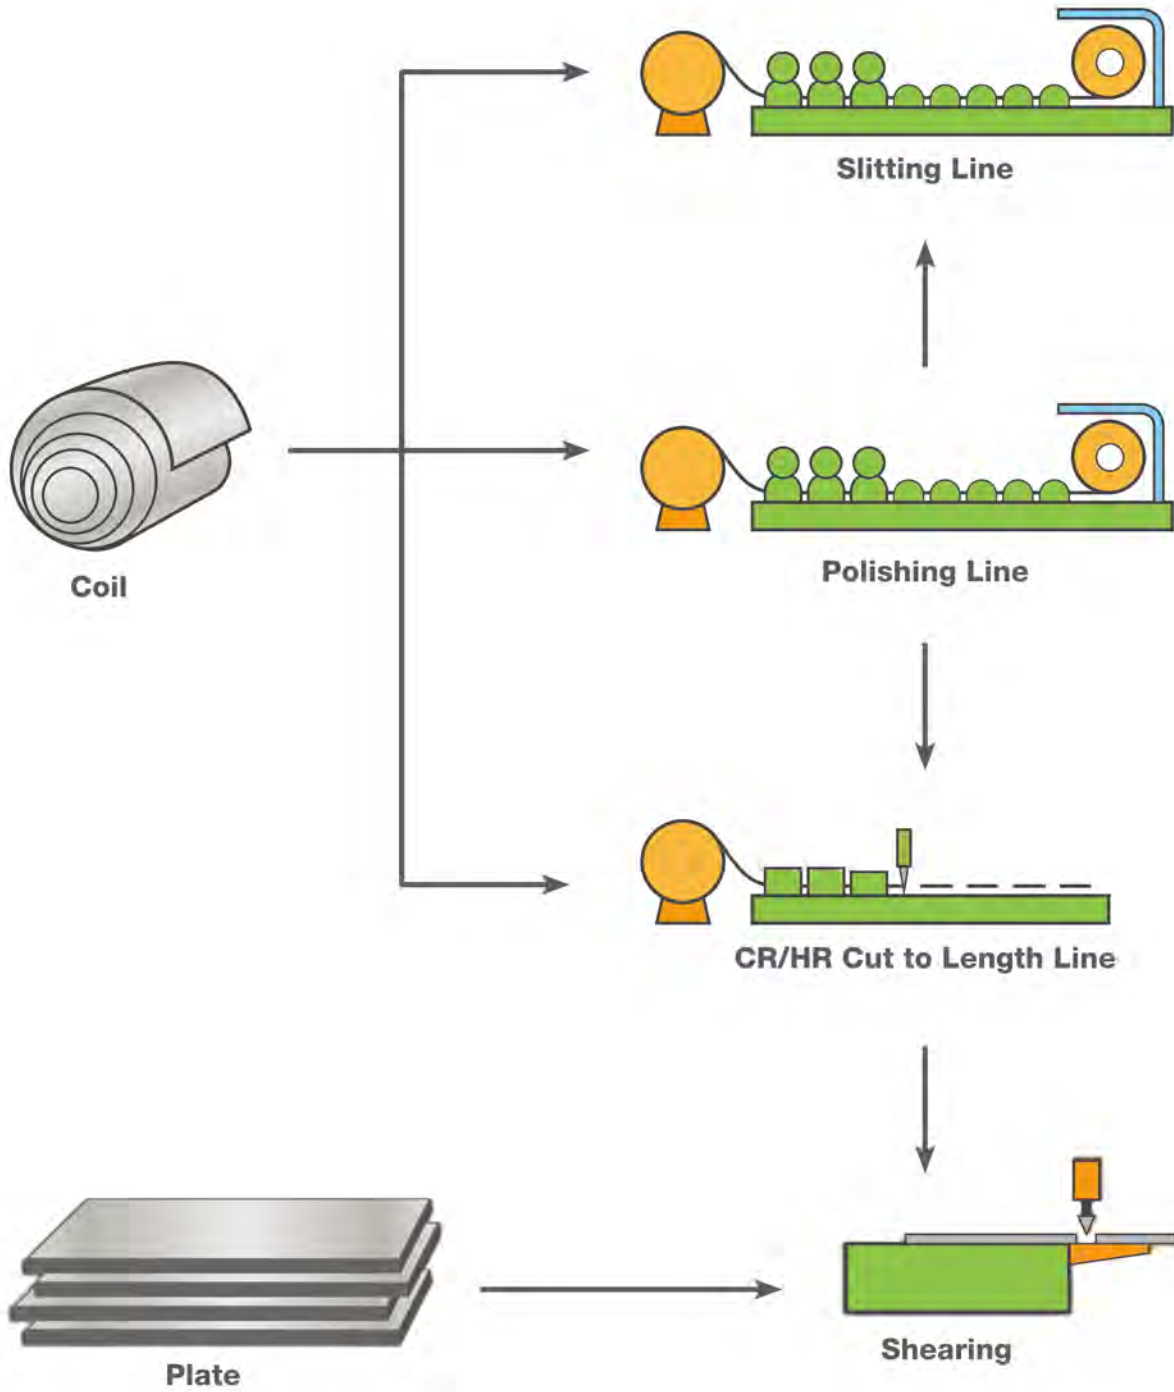 Slitting Line
Coil
Polishing Line
CR/HR Cut to Length Line
Plate
Shearing